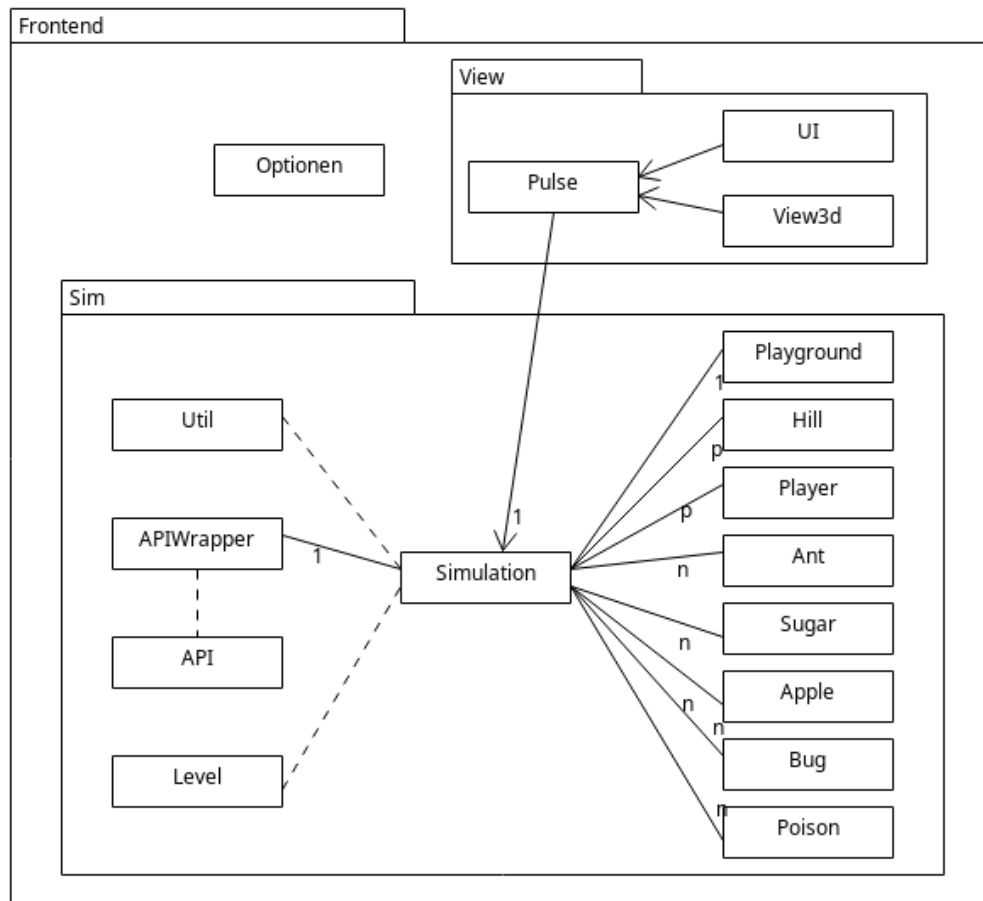 Frontend
View
UI
Optionen
Pulse
View3d
Sim
Playground
1
Util
Hill
p
Player
p
1
APIWrapper
1
Simulation
Ant
n
Sugar
n
API
Apple
n
n
Bug
Level
n
Poison